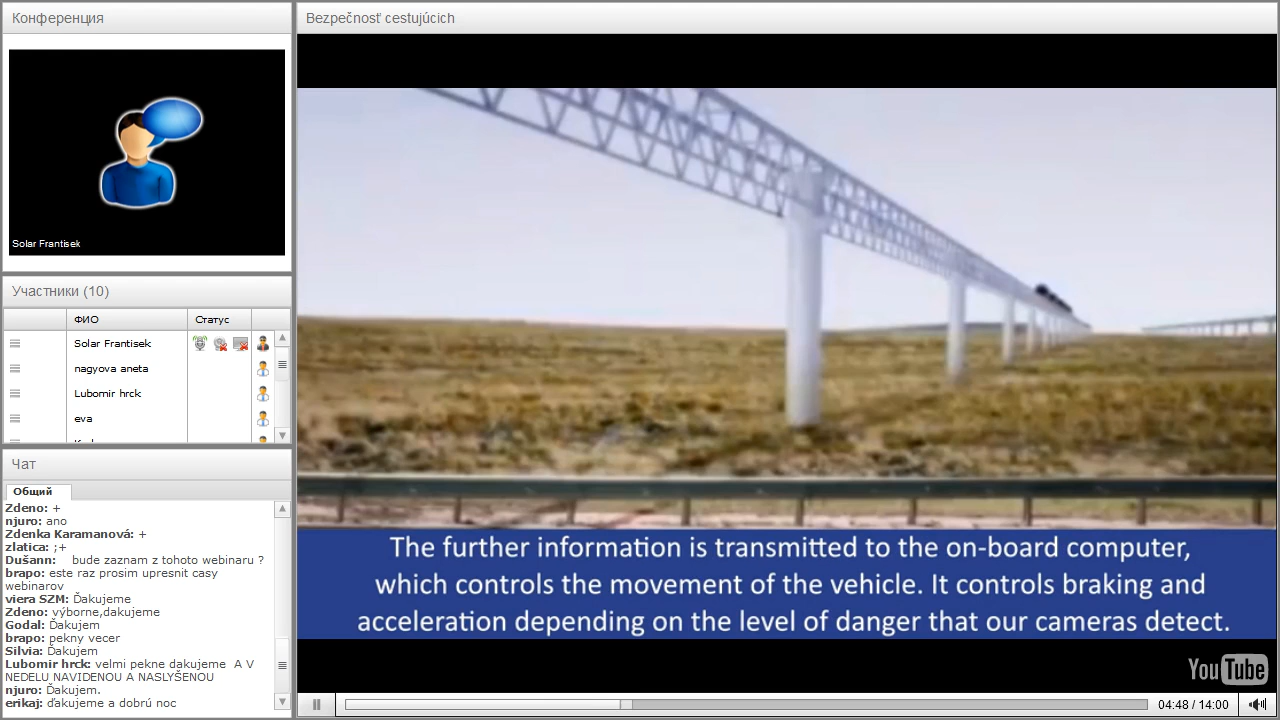 Конференция
Solar Frantisek
Участники (10)
ФИО
Статус
Solar Frantisek
nagyova aneta
Lubomir hrck
eva
Чат
Общий
Zdeno: +
njuro: ano
Zdenka Karamanová: +
zlatica: ;+
Dušann: bude zaznam z tohoto webinaru ?
brapo: este raz prosim upresnit casy
webinarov
viera SZM: Ďakujeme
Zdeno: výborne,dakujeme
Godal: Ďakujem
brapo: pekny vecer
Silvia: Ďakujem
Lubomir hrck: velmi pekne dakujeme A V
NEDELU NAVIDENOU A NASLYŠENOU
njuro: Ďakujem.
erikaj: ďakujeme a dobrú noc
Bezpečnosť cestujúcich
The further information is transmitted to the on-board computer,
which controls the movement of the vehicle. It controls braking and
acceleration depending on the level of danger that our cameras detect.
YouTube
04:48 / 14:00